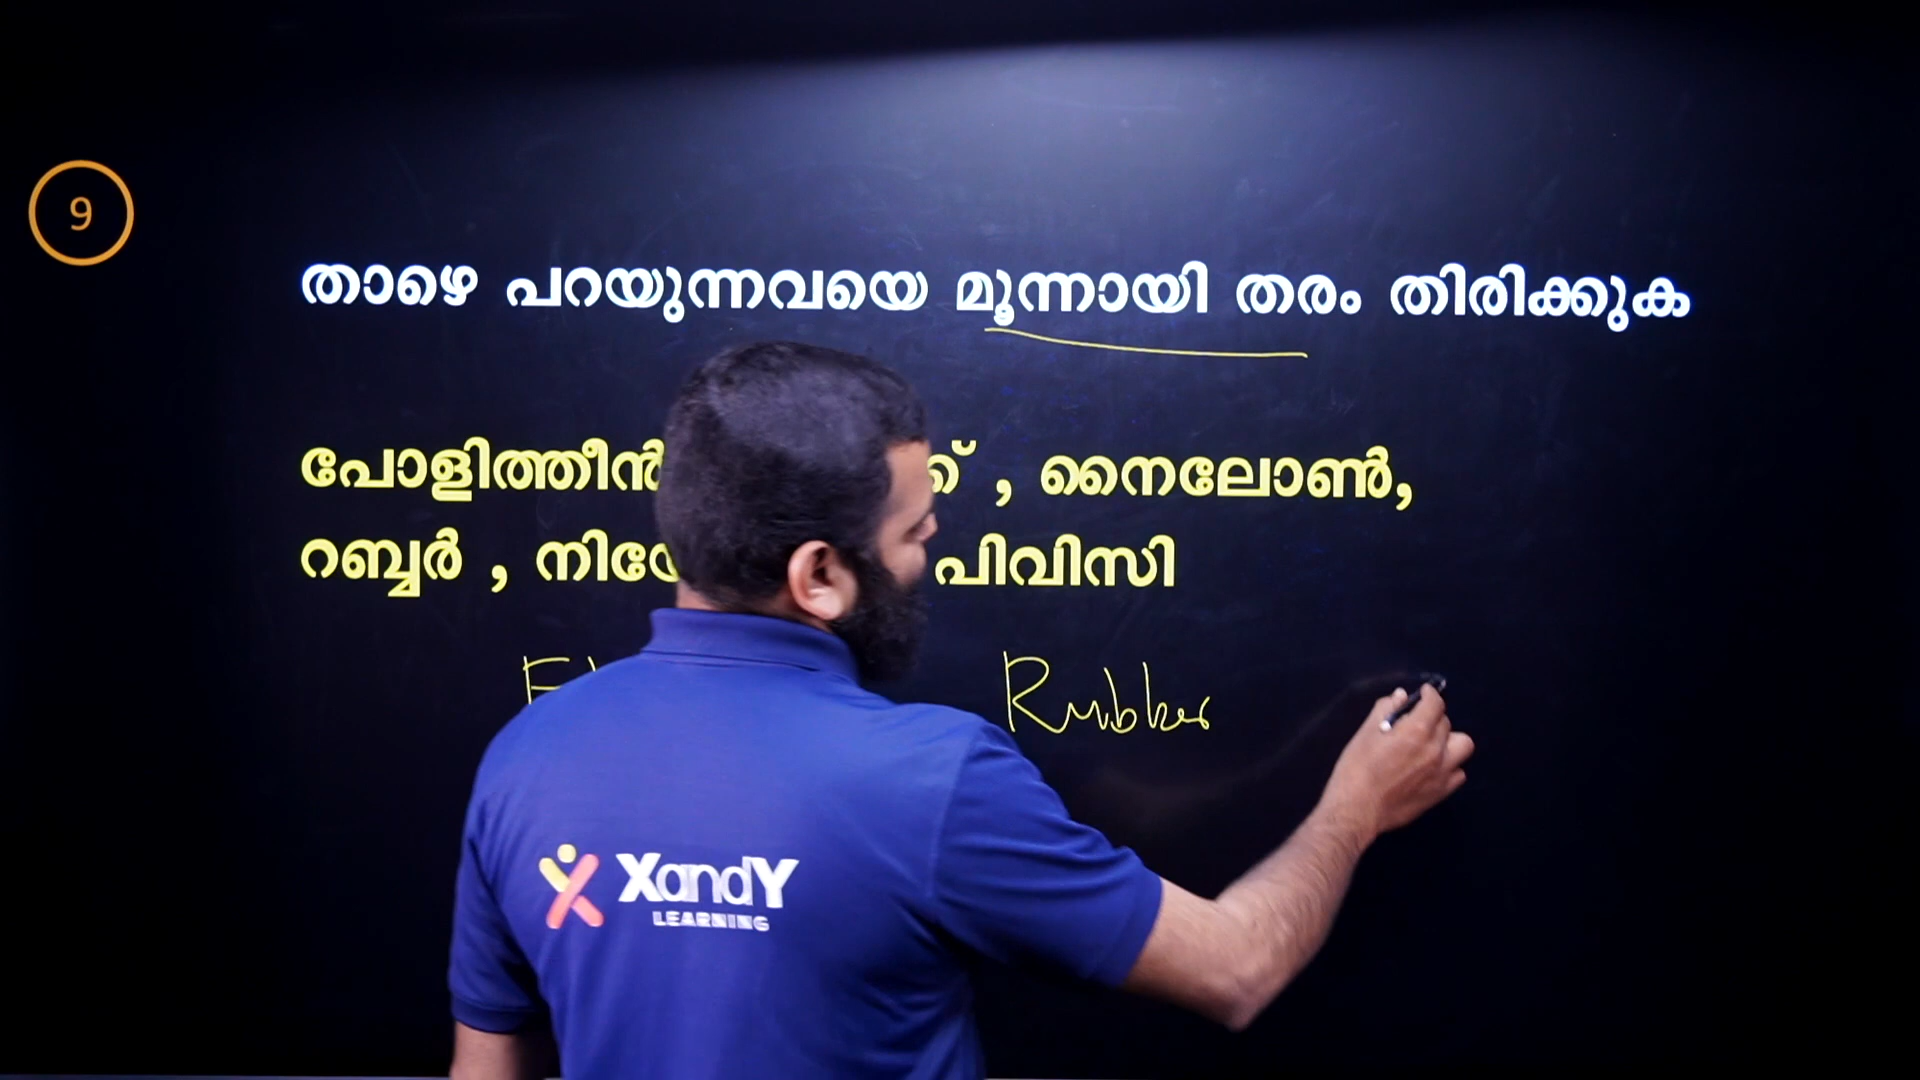 9
താഴെ പറയുന്നവയെ മൂന്നായി തരം തിരിക്കുക
പോളിത്തീൻ , നൈലോൺ,
റബ്ബർ , പിവിസി
Rubber
XandY
LEARNING